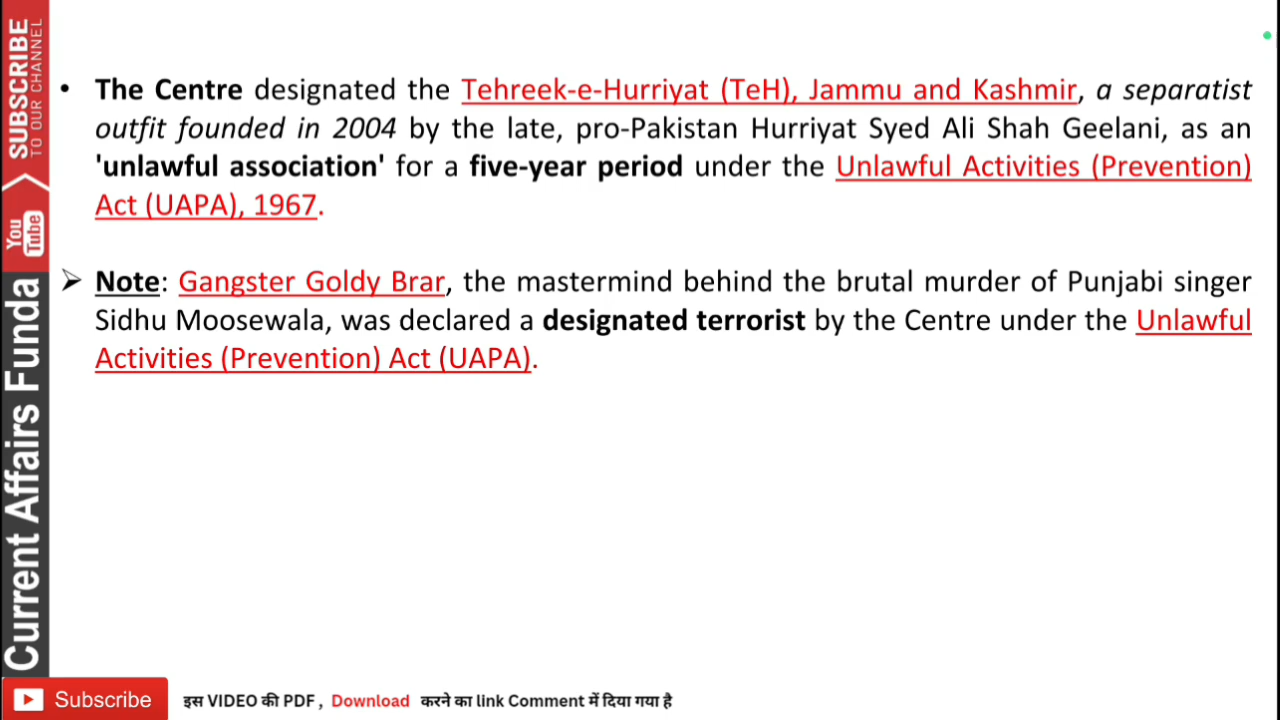 • The Centre designated the Tehreek-e-Hurriyat (TeH), Jammu and Kashmir, a separatist
outfit founded in 2004 by the late, pro-Pakistan Hurriyat Syed Ali Shah Geelani, as an
'unlawful association' for a five-year period under the Unlawful Activities (Prevention)
Act (UAPA), 1967.
➢ Note: Gangster Goldy Brar, the mastermind behind the brutal murder of Punjabi singer
Sidhu Moosewala, was declared a designated terrorist by the Centre under the Unlawful
Activities (Prevention) Act (UAPA).
SUBSCRIBE
TO OUR CHANNEL
You
Tube
Current Affairs Funda
Subscribe
इस VIDEO की PDF , Download करने का link Comment में दिया गया है